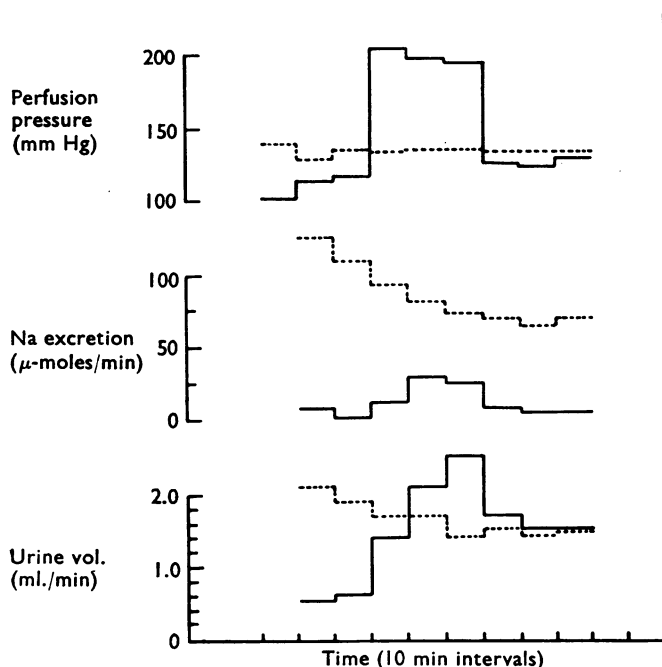 200
Perfusion
pressure
(mm Hg)
150
100
100
Na excretion
(μ-moles/min)
50
0
2.0
Urine vol.
(ml./min)
1.0
0
Time (10 min intervals)